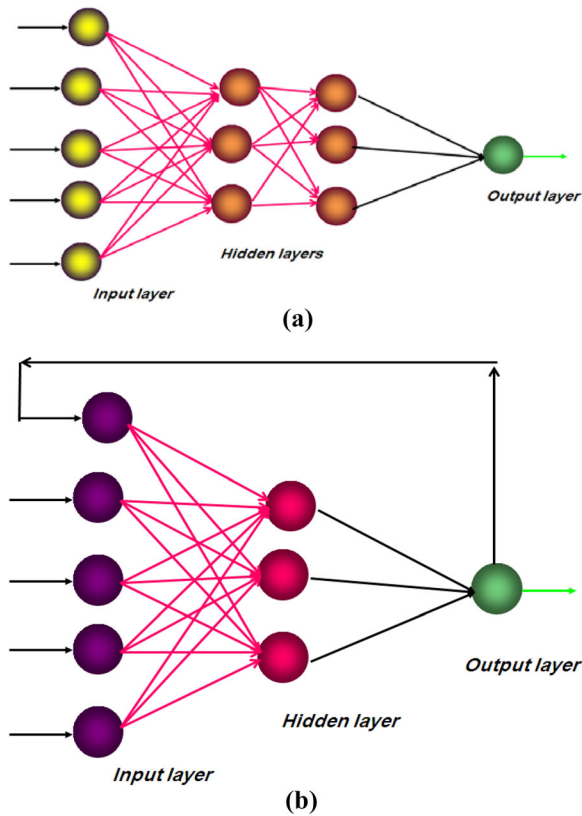 Output layer
Hidden layers
Input layer
(a)
Output layer
Hidden layer
Input layer
(b)